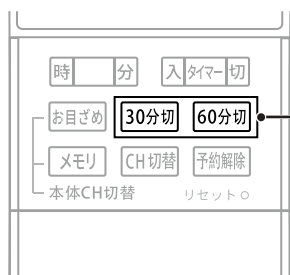 時 分 入 タイマー 切
お目ざめ 30分切 60分切
メモリ CH切替 予約解除
本体CH切替 リセット